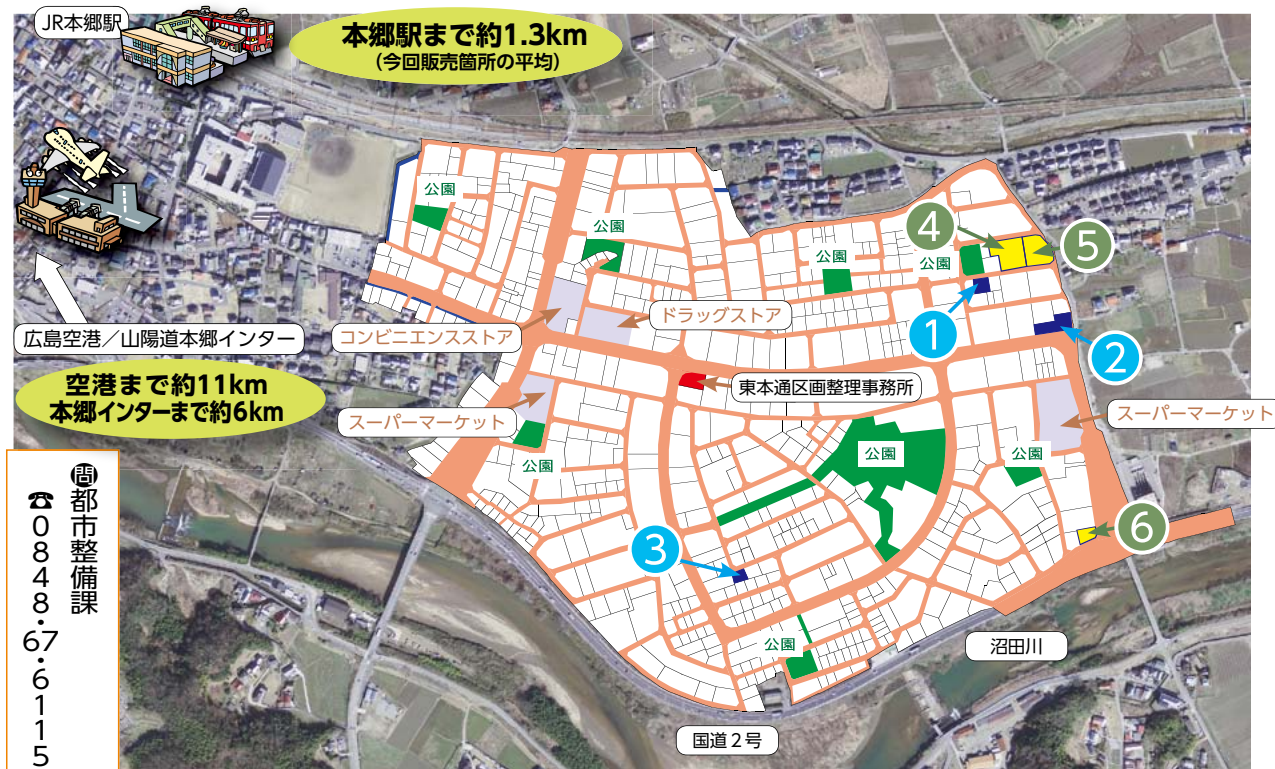 JR本郷駅
本郷駅まで約1.3km
(今回販売箇所の平均)
公園
公園
公園
公園
4
5
1
2
コンビニエンスストア
ドラッグストア
広島空港／山陽道本郷インター
空港まで約11km
本郷インターまで約6km
東本通区画整理事務所
スーパーマーケット
スーパーマーケット
公園
公園
公園
3
6
公園
沼田川
国道２号
問都市整備課
☎0848・67・6115